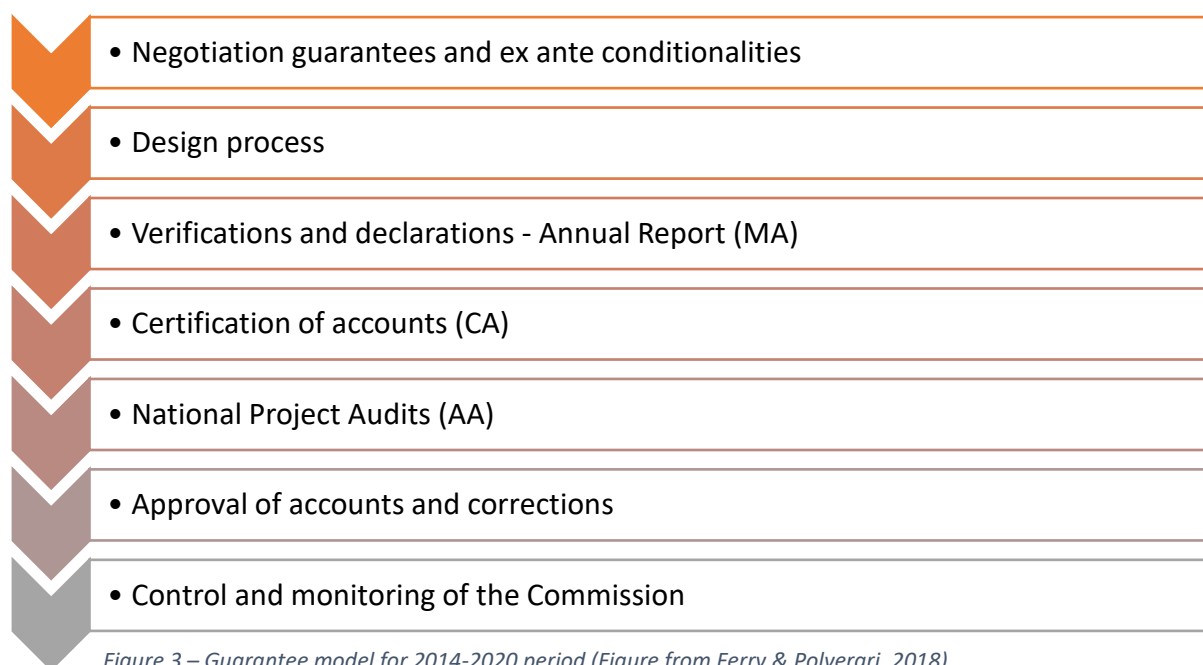 • Negotiation guarantees and ex ante conditionalities
• Design process
• Verifications and declarations - Annual Report (MA)
• Certification of accounts (CA)
• National Project Audits (AA)
• Approval of accounts and corrections
• Control and monitoring of the Commission
Figure 3 – Guarantee model for 2014-2020 period (Figure from Ferry & Polverari, 2018)